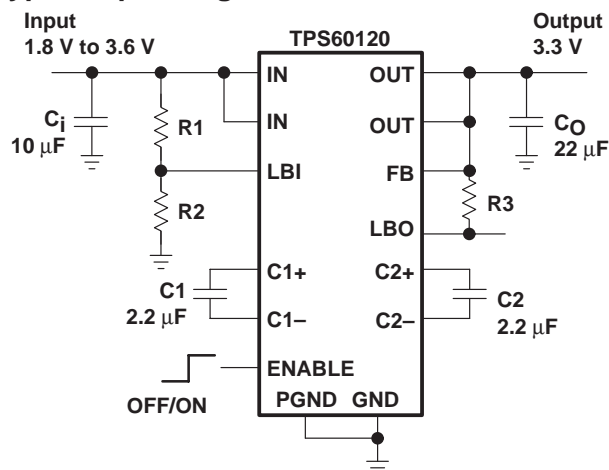 Input
1.8 V to 3.6 V
Output
3.3 V
TPS60120
IN
OUT
IN
OUT
LBI
FB
LBO
Ci
10 μF
R1
R2
CO
22 μF
R3
C1+
C2+
C1
2.2 μF
C1–
C2–
C2
2.2 μF
ENABLE
OFF/ON
PGND GND